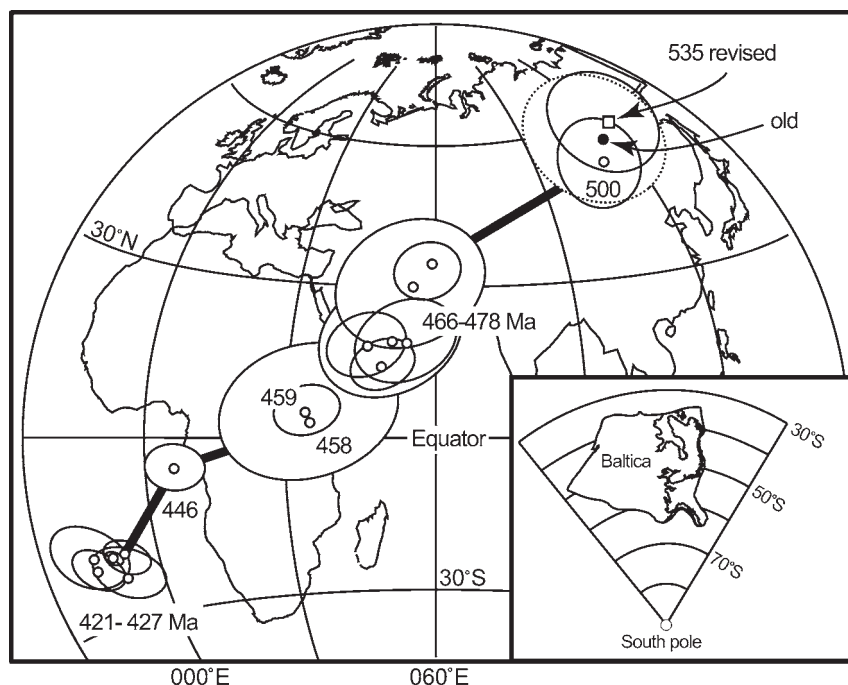 535 revised
old
500
30°N
466-478 Ma
459
458
Equator
446
30°S
421- 427 Ma
000°E
060°E
Baltica
30°S
50°S
70°S
South pole